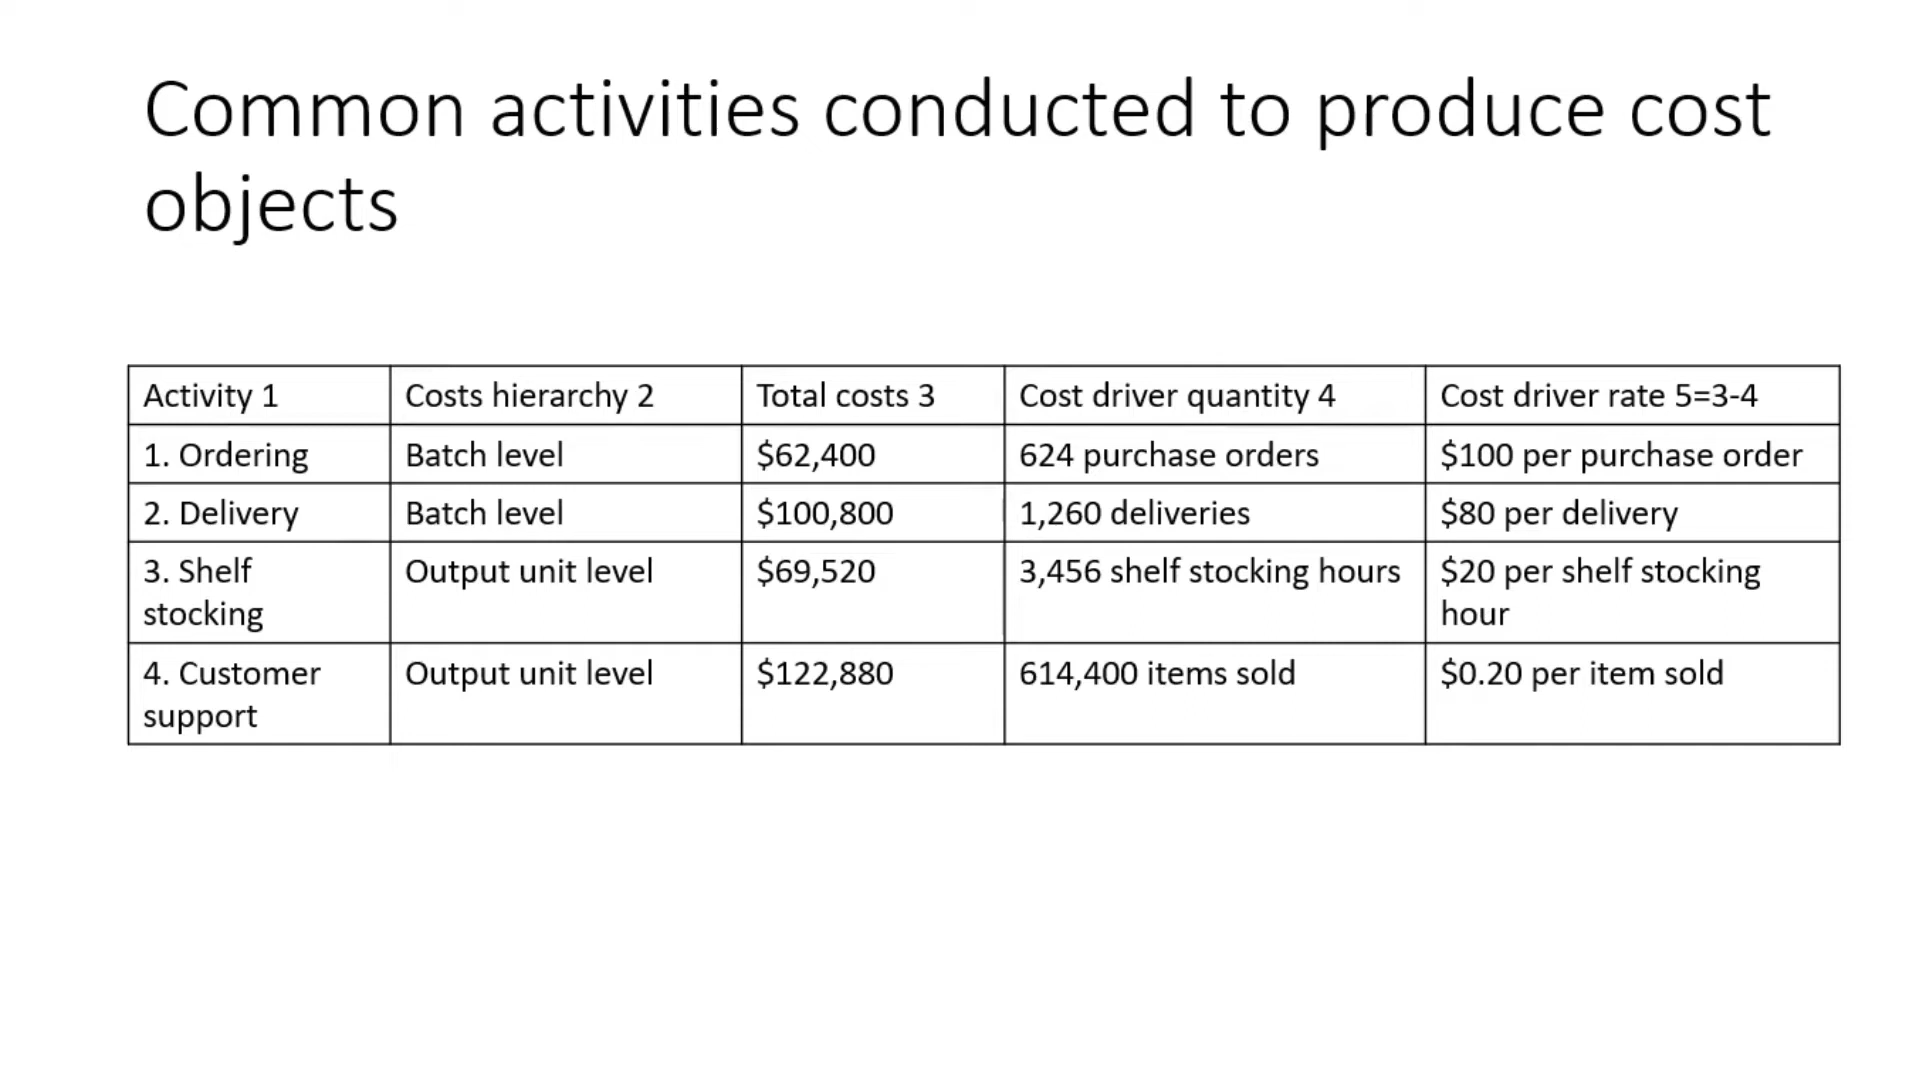 Common activities conducted to produce cost
objects
Activity 1 Costs hierarchy 2 Total costs 3 Cost driver quantity 4 Cost driver rate 5=3-4
1. Ordering Batch level $62,400 624 purchase orders $100 per purchase order
2. Delivery Batch level $100,800 1,260 deliveries $80 per delivery
3. Shelf Output unit level $69,520 3,456 shelf stocking hours $20 per shelf stocking
stocking hour
4. Customer Output unit level $122,880 614,400 items sold $0.20 per item sold
support